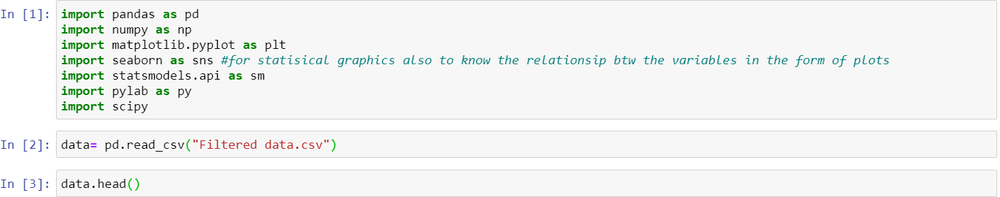 In [1]: import pandas as pd
import numpy as np
import matplotlib.pyplot as plt
import seaborn as sns #for statisical graphics also to know the relationsip btw the variables in the form of plots
import statsmodels.api as sm
import pylab as py
import scipy
In [2]: data= pd.read_csv("Filtered data.csv")
In [3]: data.head()